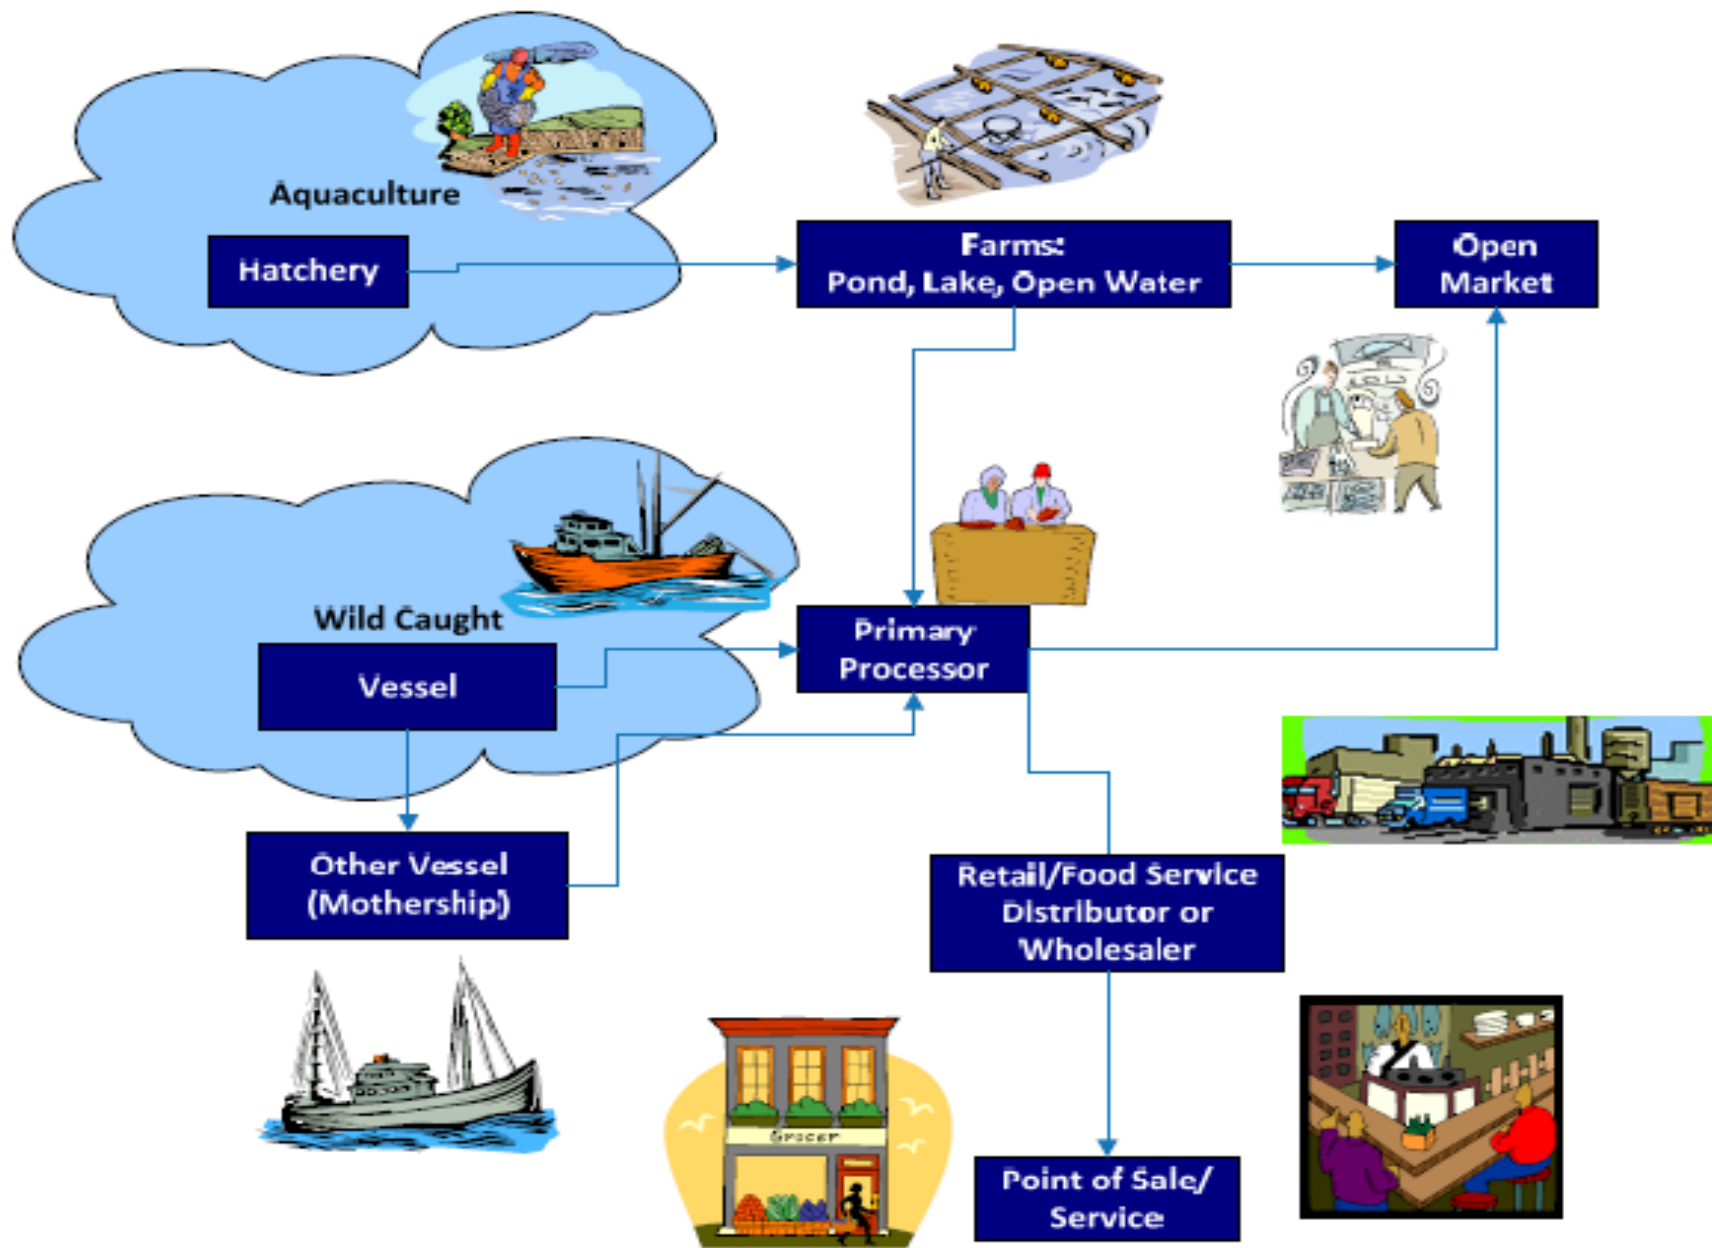 Aquaculture
Hatchery
Farms:
Pond, Lake, Open Water
Open
Market
Wild Caught
Vessel
Primary
Processor
Other Vessel
(Mothership)
Retail/Food Service
Distributor or
Wholesaler
Grocer
Point of Sale/
Service